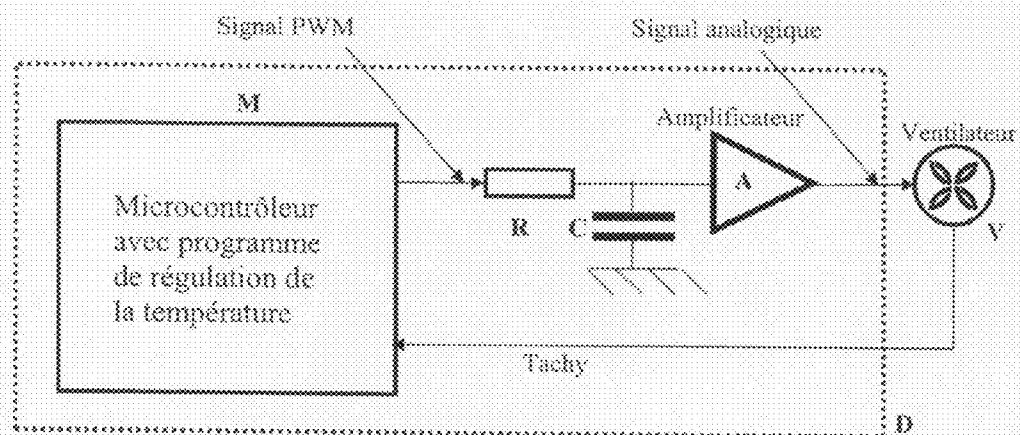 Signal PWM
Signal analogique
M
Amplificateur
Ventilateur
A
Microcontrôleur
avec programme
de régulation de
la température
R
C
V
Tachy
D